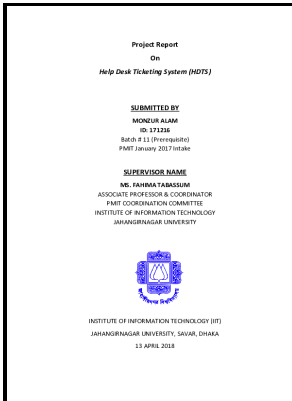 Project Report
On
Help Desk Ticketing System (HDTS)
SUBMITTED BY
MONZUR ALAM
ID: 171216
Batch # 11 (Prerequisite)
PMIT January 2017 Intake
SUPERVISOR NAME
MS. FAHIMA TABASSUM
ASSOCIATE PROFESSOR & COORDINATOR
PMIT COORDINATION COMMITTEE
INSTITUTE OF INFORMATION TECHNOLOGY
JAHANGIRNAGAR UNIVERSITY
INSTITUTE OF INFORMATION TECHNOLOGY (IIT)
JAHANGIRNAGAR UNIVERSITY, SAVAR, DHAKA
13 APRIL 2018